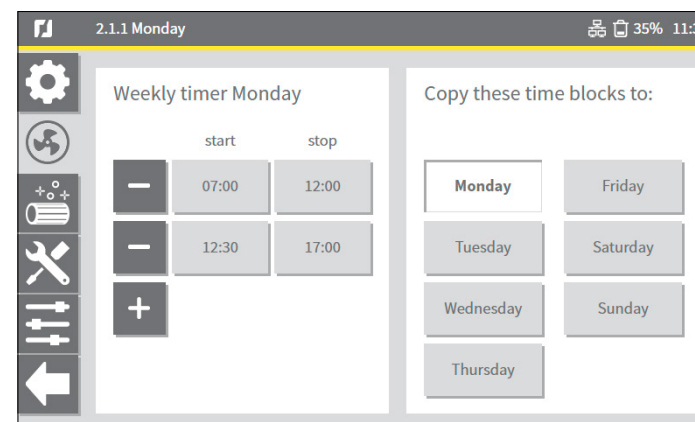 2.1.1 Monday
35%
Weekly timer Monday
start stop
− 07:00 12:00
− 12:30 17:00
+
Copy these time blocks to:
Monday Friday
Tuesday Saturday
Wednesday Sunday
Thursday